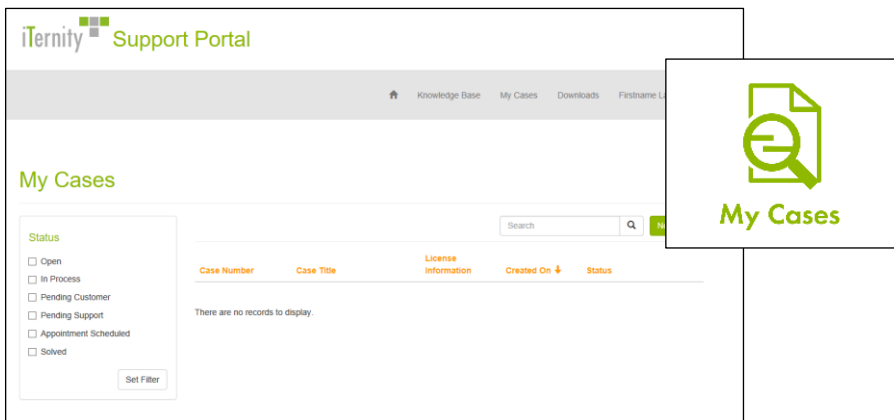 iTernity Support Portal
Knowledge Base My Cases Downloads Firstname
My Cases
My Cases
Search
Status
Open
In Process
Pending Customer
Pending Support
Appointment Scheduled
Solved
Set Filter
Case Number Case Title License Information Created On Status
There are no records to display.